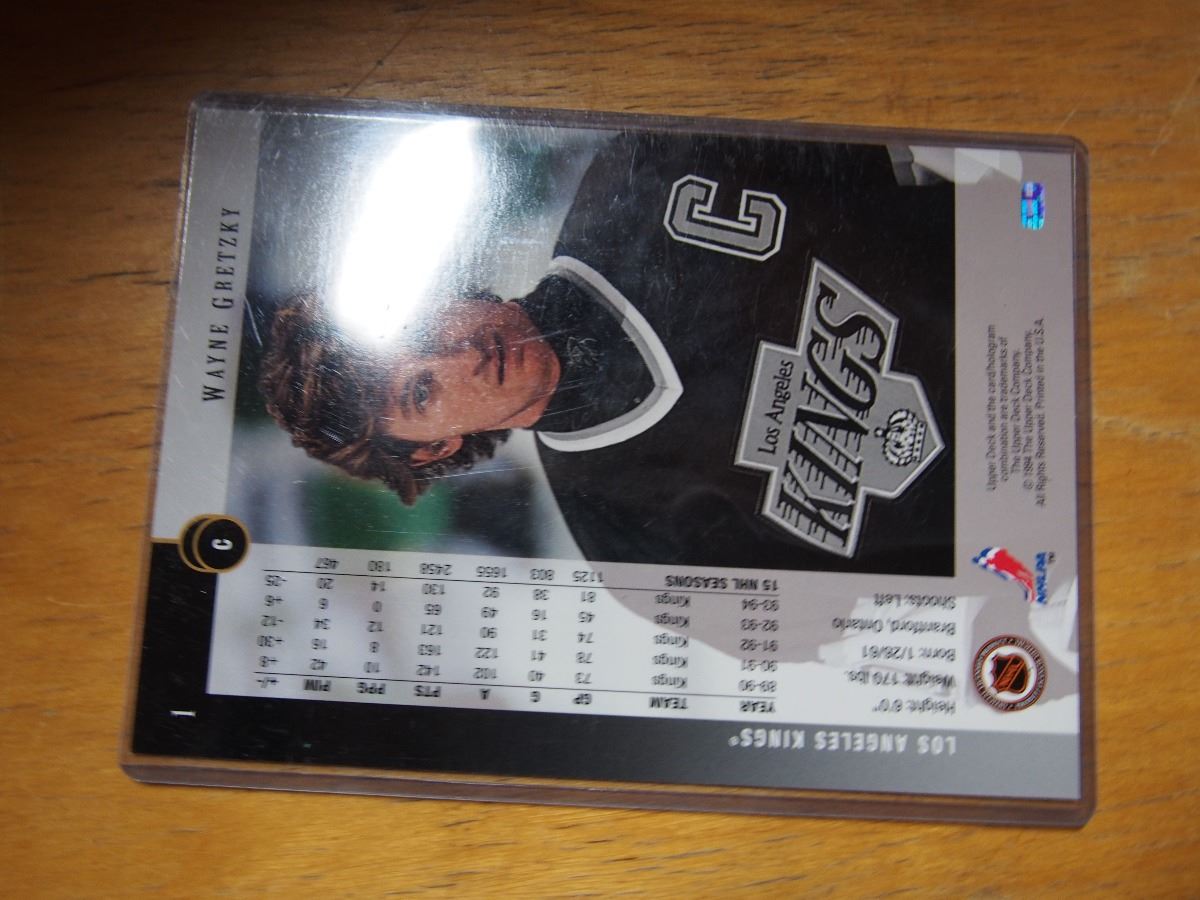 WAYNE GRETZKY
C
1
LOS ANGELES KINGS®
Height: 6'0"
Weight: 170 lbs.
Born: 1/26/61
Brantford, Ontario
Shoots: Left
YEAR TEAM GP G A PTS PPG PIM +/-
89-90 Kings 73 40 102 142 10 42 +8
90-91 Kings 78 41 122 163 8 16 +30
91-92 Kings 74 31 90 121 12 34 -12
92-93 Kings 45 16 49 65 0 6 +6
93-94 Kings 81 38 92 130 14 20 -25
15 NHL SEASONS 1125 803 1655 2458 180 467
C
Los Angeles
KINGS
Upper Deck and the card/hologram
combination are trademarks of
The Upper Deck Company.
© 1994 The Upper Deck Company.
All Rights Reserved. Printed in the U.S.A.
NHLPA™